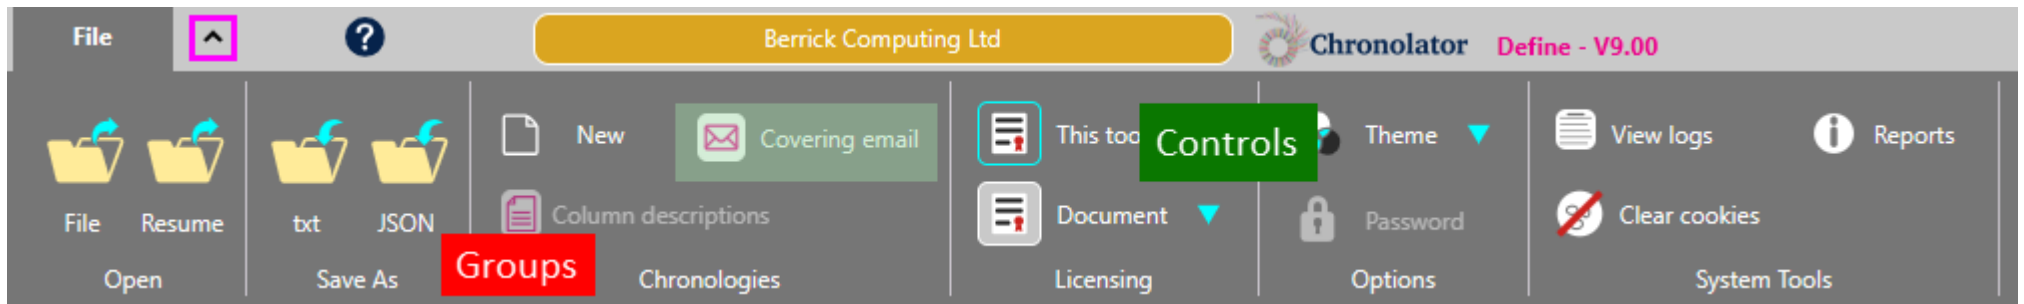 File
?
Berrick Computing Ltd
Chronolator Define - V9.00
New
Covering email
This too
Controls
Theme
View logs
Reports
File
Resume
txt
JSON
Column descriptions
Document
Password
Clear cookies
Groups
Open
Save As
Chronologies
Licensing
Options
System Tools